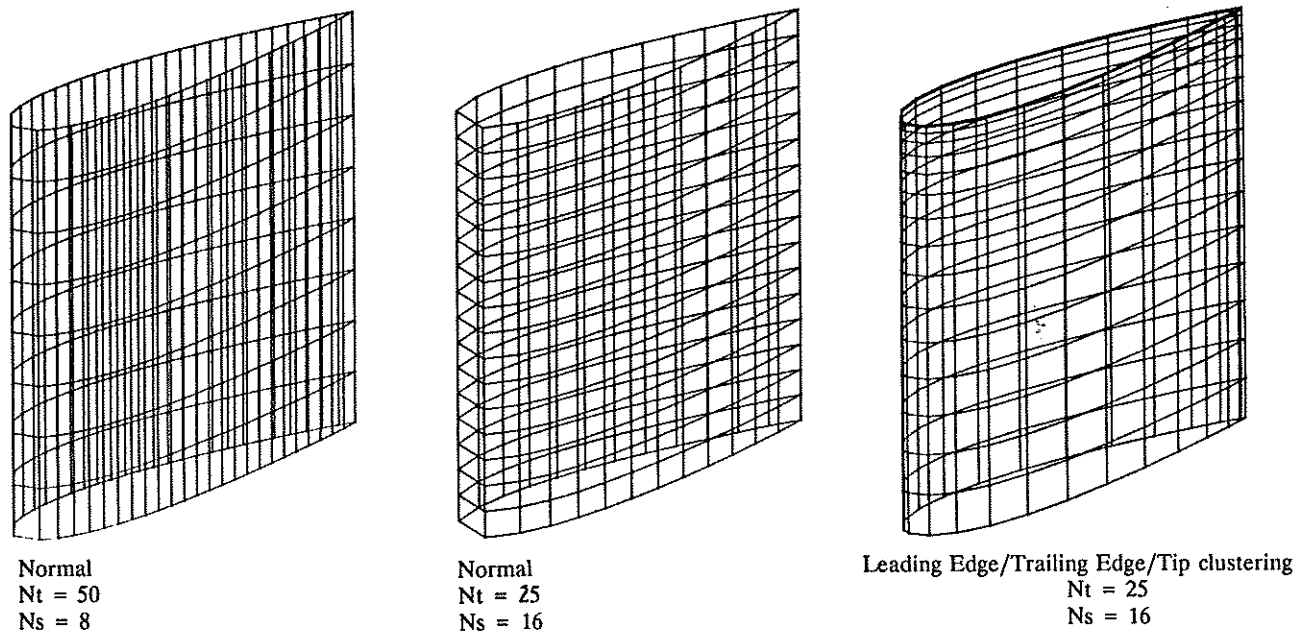 Normal
Nt = 50
Ns = 8
Normal
Nt = 25
Ns = 16
Leading Edge/Trailing Edge/Tip clustering
Nt = 25
Ns = 16